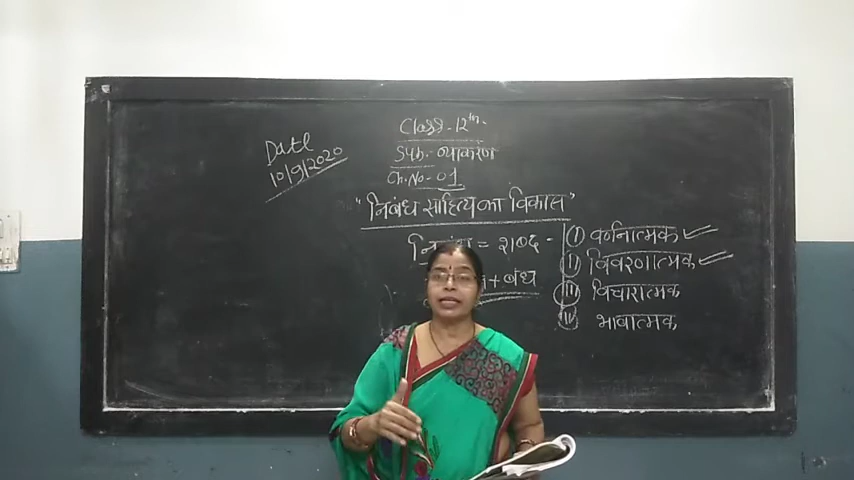 Date
10/9/2020
Class - 12th
Sub.- व्याकरण
Ch.No- 01
"निबंध साहित्य का विकास"
= शब्द -
+ बंध
(I) वर्नात्मक
(II) विवरणात्मक
(III) विचारात्मक
(IV) भाबात्मक